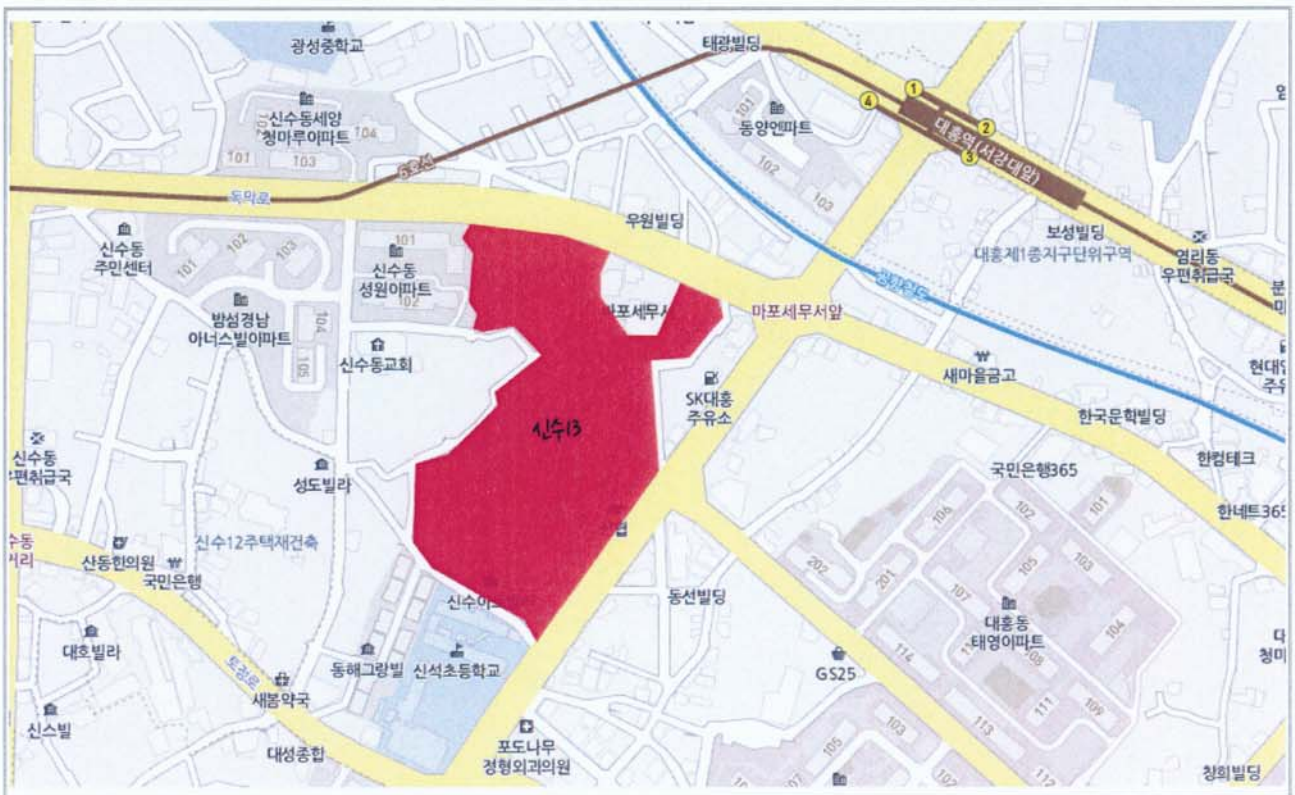 광성중학교
태광빌딩
신수동세양
청마루아파트
101
103
104
6호선
독막로
동양엔파트
101
102
103
1
2
3
4
대흥역(서강대앞)
우원빌딩
보성빌딩
대흥제1종지구단위구역
염리동
우편취급국
공항철도
신수동
주민센터
101
102
103
밤섬경남
아너스빌아파트
104
105
신수동
성원아파트
101
102
신수동교회
마포세무서
마포세무서앞
새마을금고
SK대흥
주유소
한국문학빌딩
한컴테크
한네트365
국민은행365
신수13
신수동
우편취급국
성도빌라
신수12주택재건축
산동한의원
국민은행
대호빌라
신스빌
새봄약국
토정로
대성종합
동해그랑빌
신석초등학교
포도나무
정형외과의원
동선빌딩
GS25
대흥동
태영아파트
101
102
103
104
105
106
107
108
109
111
113
114
201
202
103
105
107
112
창희빌딩